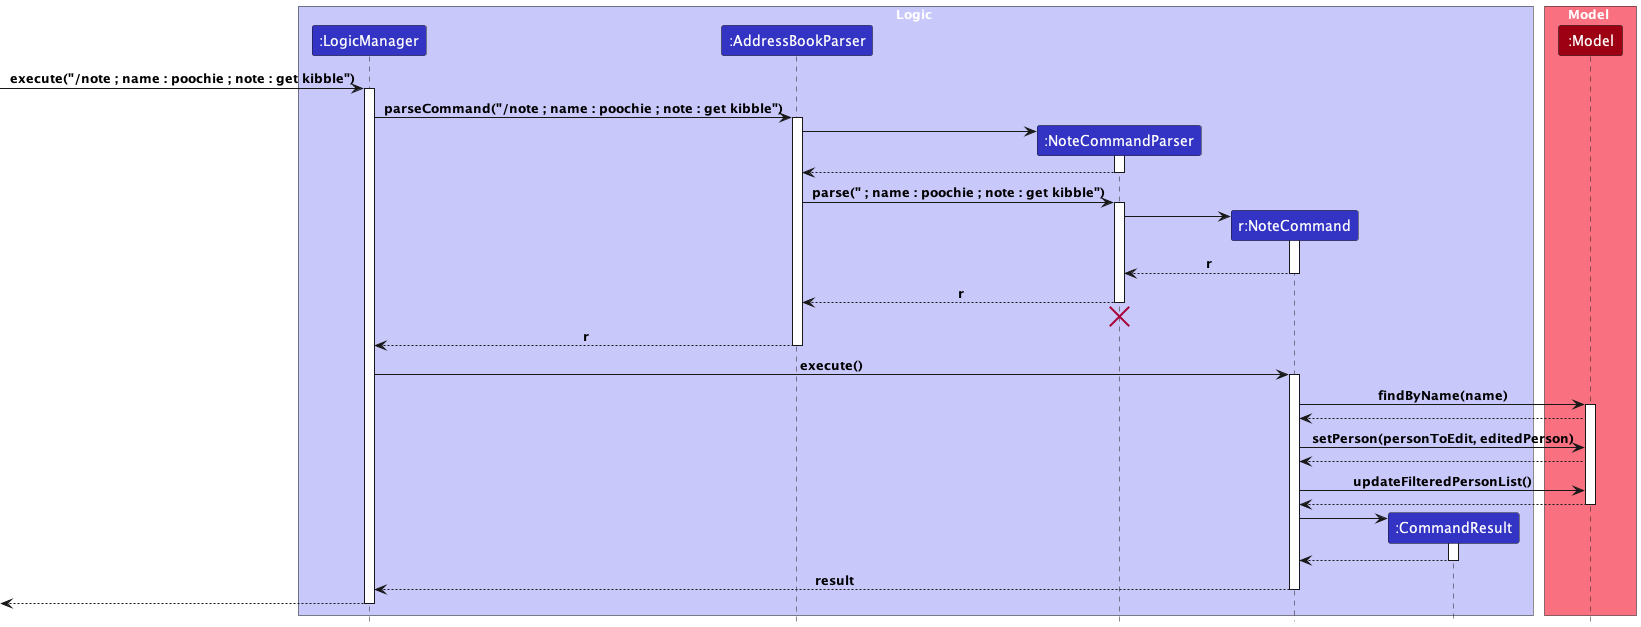 Logic
Model
:LogicManager
:AddressBookParser
:Model
execute("/note ; name : poochie ; note : get kibble")
parseCommand("/note ; name : poochie ; note : get kibble")
:NoteCommandParser
parse(" ; name : poochie ; note : get kibble")
r:NoteCommand
r
r
r
execute()
findByName(name)
setPerson(personToEdit, editedPerson)
updateFilteredPersonList()
:CommandResult
result